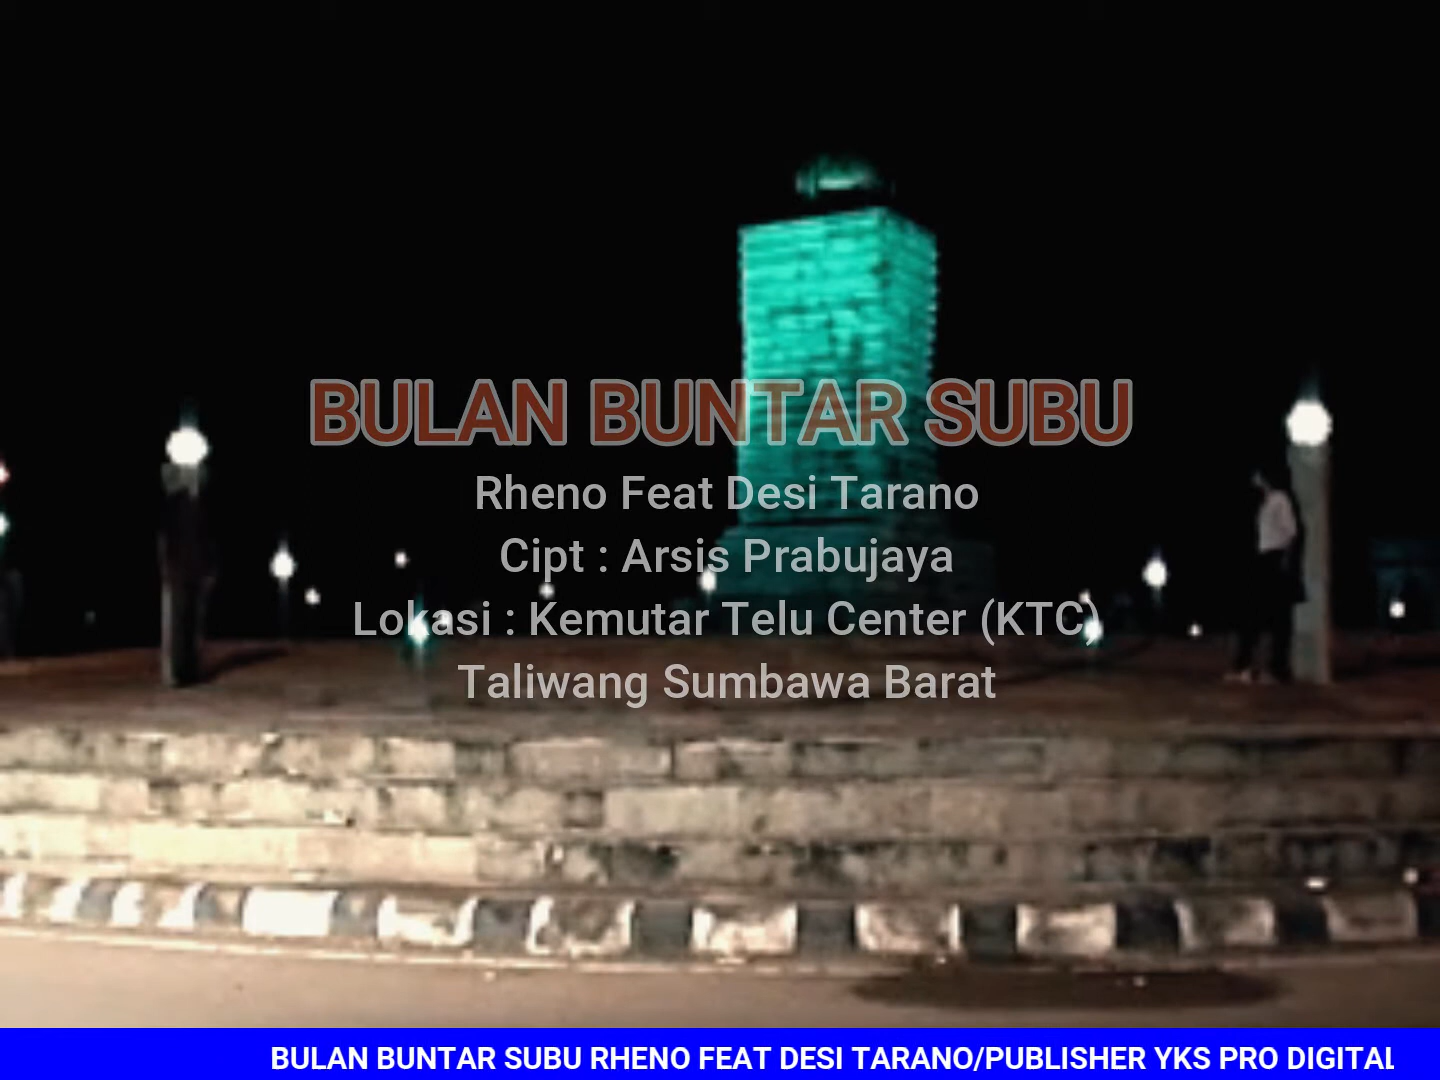 BULAN BUNTAR SUBU
Rheno Feat Desi Tarano
Cipt : Arsis Prabujaya
Lokasi : Kemutar Telu Center (KTC)
Taliwang Sumbawa Barat
BULAN BUNTAR SUBU RHENO FEAT DESI TARANO/PUBLISHER YKS PRO DIGITAL